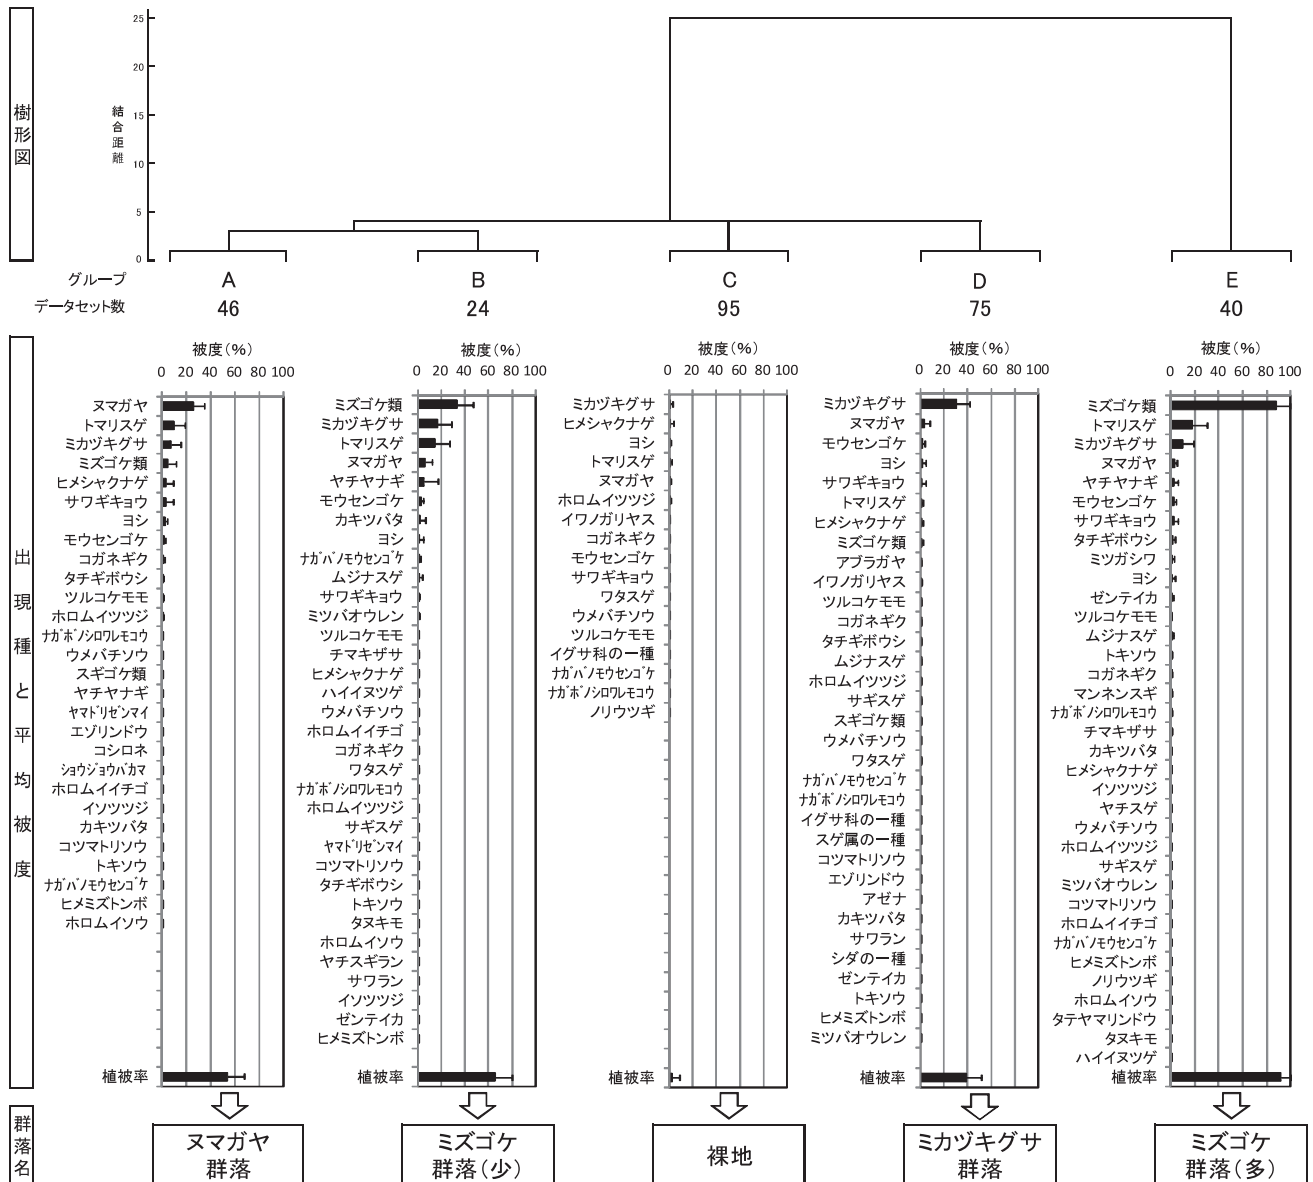 樹形図
結合距離
25
20
15
10
5
0
グループ A B C D E
データセット数 46 24 95 75 40
出現種と平均被度
被度(%)
0 20 40 60 80 100
ヌマガヤ
トマリスゲ
ミカヅキグサ
ミズゴケ類
ヒメシャクナゲ
サワギキョウ
ヨシ
モウセンゴケ
コガネギク
タチギボウシ
ツルコケモモ
ホロムイツツジ
ナガボノシロワレモコウ
ウメバチソウ
スギゴケ類
ヤチヤナギ
ヤマドリゼンマイ
エゾリンドウ
コシロネ
ショウジョウバカマ
ホロムイイチゴ
イソツツジ
カキツバタ
コツマトリソウ
トキソウ
ナガバノモウセンゴケ
ヒメミズトンボ
ホロムイソウ
植被率
被度(%)
0 20 40 60 80 100
ミズゴケ類
ミカヅキグサ
トマリスゲ
ヌマガヤ
ヤチヤナギ
モウセンゴケ
カキツバタ
ヨシ
ナガバノモウセンゴケ
ムジナスゲ
サワギキョウ
ミツバオウレン
ツルコケモモ
チマキザサ
ヒメシャクナゲ
ハイイヌツゲ
ウメバチソウ
ホロムイイチゴ
コガネギク
ワタスゲ
ナガボノシロワレモコウ
ホロムイツツジ
サギスゲ
ヤマドリゼンマイ
コツマトリソウ
タチギボウシ
トキソウ
タヌキモ
ホロムイソウ
ヤチスギラン
サワラン
イソツツジ
ゼンテイカ
ヒメミズトンボ
植被率
被度(%)
0 20 40 60 80 100
ミカヅキグサ
ヒメシャクナゲ
ヨシ
トマリスゲ
ヌマガヤ
ホロムイツツジ
イワノガリヤス
コガネギク
モウセンゴケ
サワギキョウ
ワタスゲ
ウメバチソウ
ツルコケモモ
イグサ科の一種
ナガバノモウセンゴケ
ナガボノシロワレモコウ
ノリウツギ
植被率
被度(%)
0 20 40 60 80 100
ミカヅキグサ
ヌマガヤ
モウセンゴケ
ヨシ
サワギキョウ
トマリスゲ
ヒメシャクナゲ
ミズゴケ類
アブラガヤ
イワノガリヤス
ツルコケモモ
コガネギク
タチギボウシ
ムジナスゲ
ホロムイツツジ
サギスゲ
スギゴケ類
ウメバチソウ
ワタスゲ
ナガバノモウセンゴケ
ナガボノシロワレモコウ
イグサ科の一種
スゲ属の一種
コツマトリソウ
エゾリンドウ
アゼナ
カキツバタ
サワラン
シダの一種
ゼンテイカ
トキソウ
ヒメミズトンボ
ミツバオウレン
植被率
被度(%)
0 20 40 60 80 100
ミズゴケ類
トマリスゲ
ミカヅキグサ
ヌマガヤ
ヤチヤナギ
モウセンゴケ
サワギキョウ
タチギボウシ
ミツガシワ
ヨシ
ゼンテイカ
ツルコケモモ
ムジナスゲ
トキソウ
コガネギク
マンネンスギ
ナガボノシロワレモコウ
チマキザサ
カキツバタ
ヒメシャクナゲ
イソツツジ
ヤチスゲ
ウメバチソウ
ホロムイツツジ
サギスゲ
ミツバオウレン
コツマトリソウ
ホロムイイチゴ
ナガバノモウセンゴケ
ヒメミズトンボ
ノリウツギ
ホロムイソウ
タテヤマリンドウ
タヌキモ
ハイイヌツゲ
植被率
群落名
ヌマガヤ
群落
ミズゴケ
群落(少)
裸地
ミカヅキグサ
群落
ミズゴケ
群落(多)